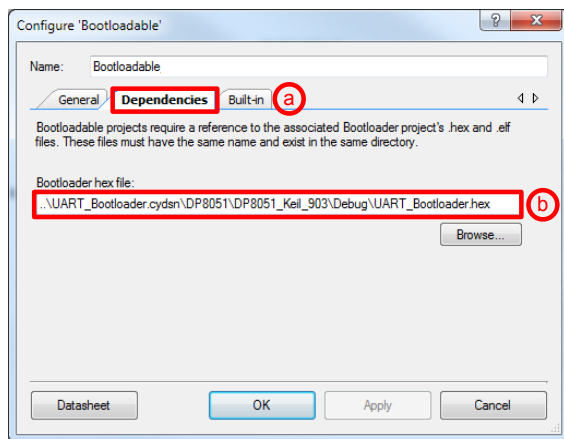 Configure 'Bootloadable'
Name: Bootloadable
General Dependencies Built-in a
Bootloadable projects require a reference to the associated Bootloader project's .hex and .elf
files. These files must have the same name and exist in the same directory.
Bootloader hex file:
..\UART_Bootloader.cydsn\DP8051\DP8051_Keil_903\Debug\UART_Bootloader.hex b
Browse...
Datasheet OK Apply Cancel